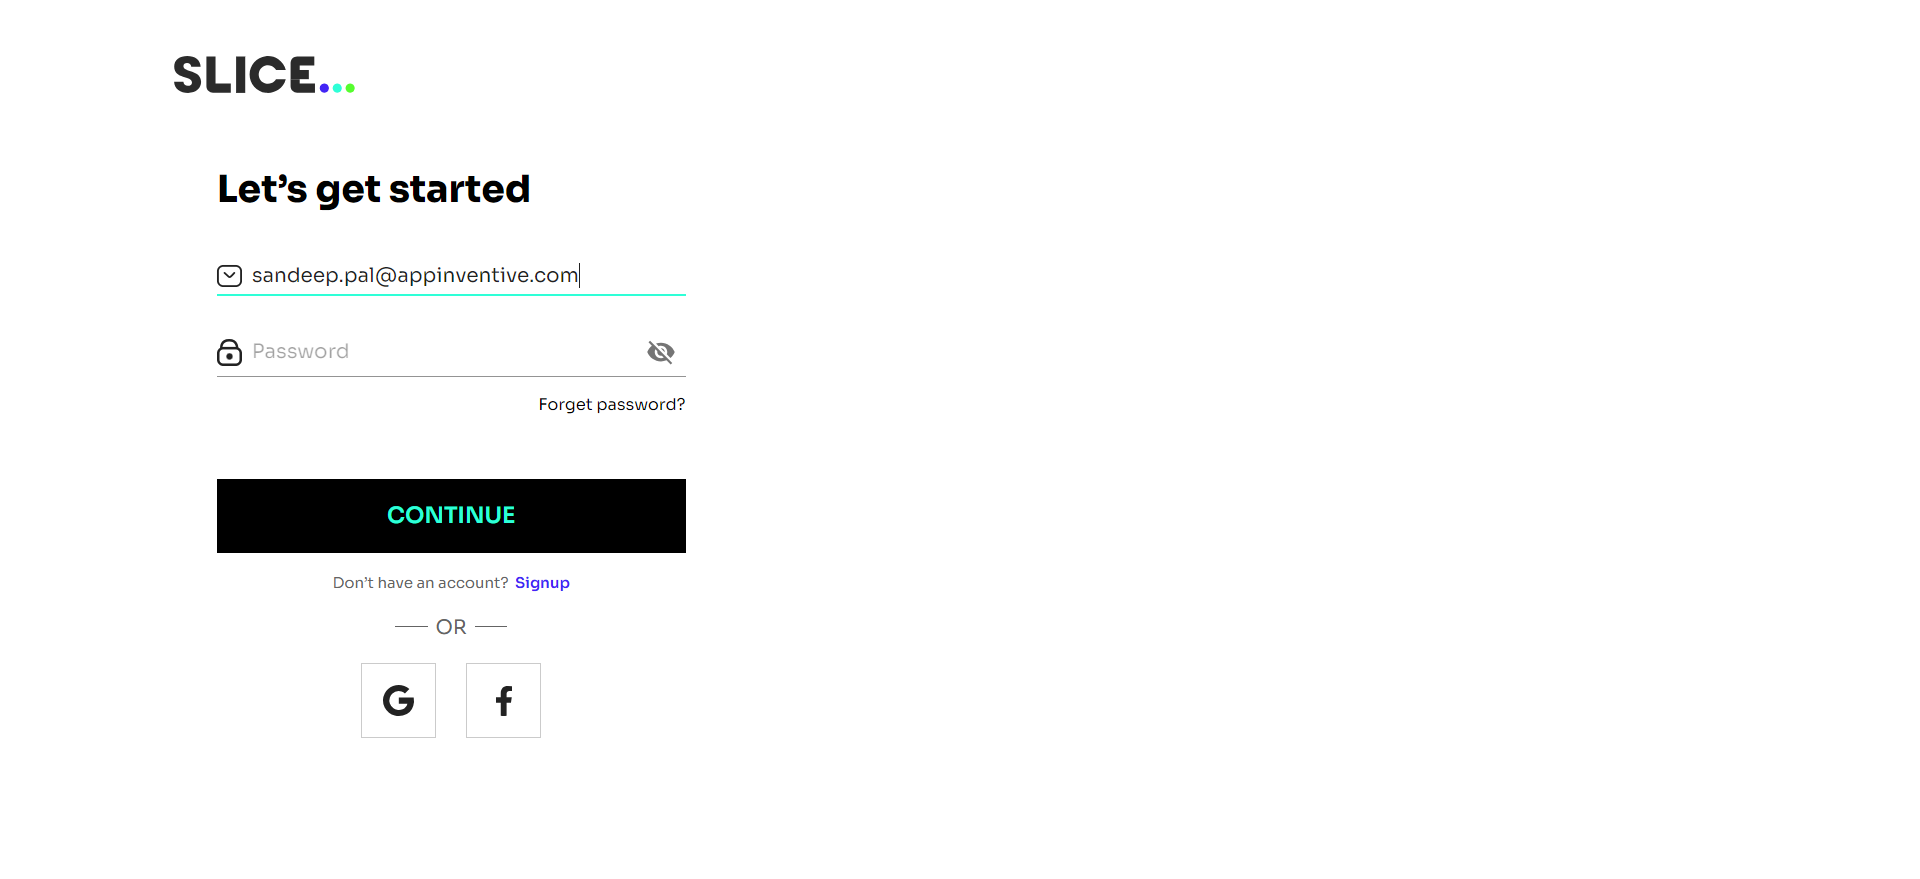 SLICE...
Let’s get started
sandeep.pal@appinventive.com
Password
Forget password?
CONTINUE
Don’t have an account? Signup
OR
G f